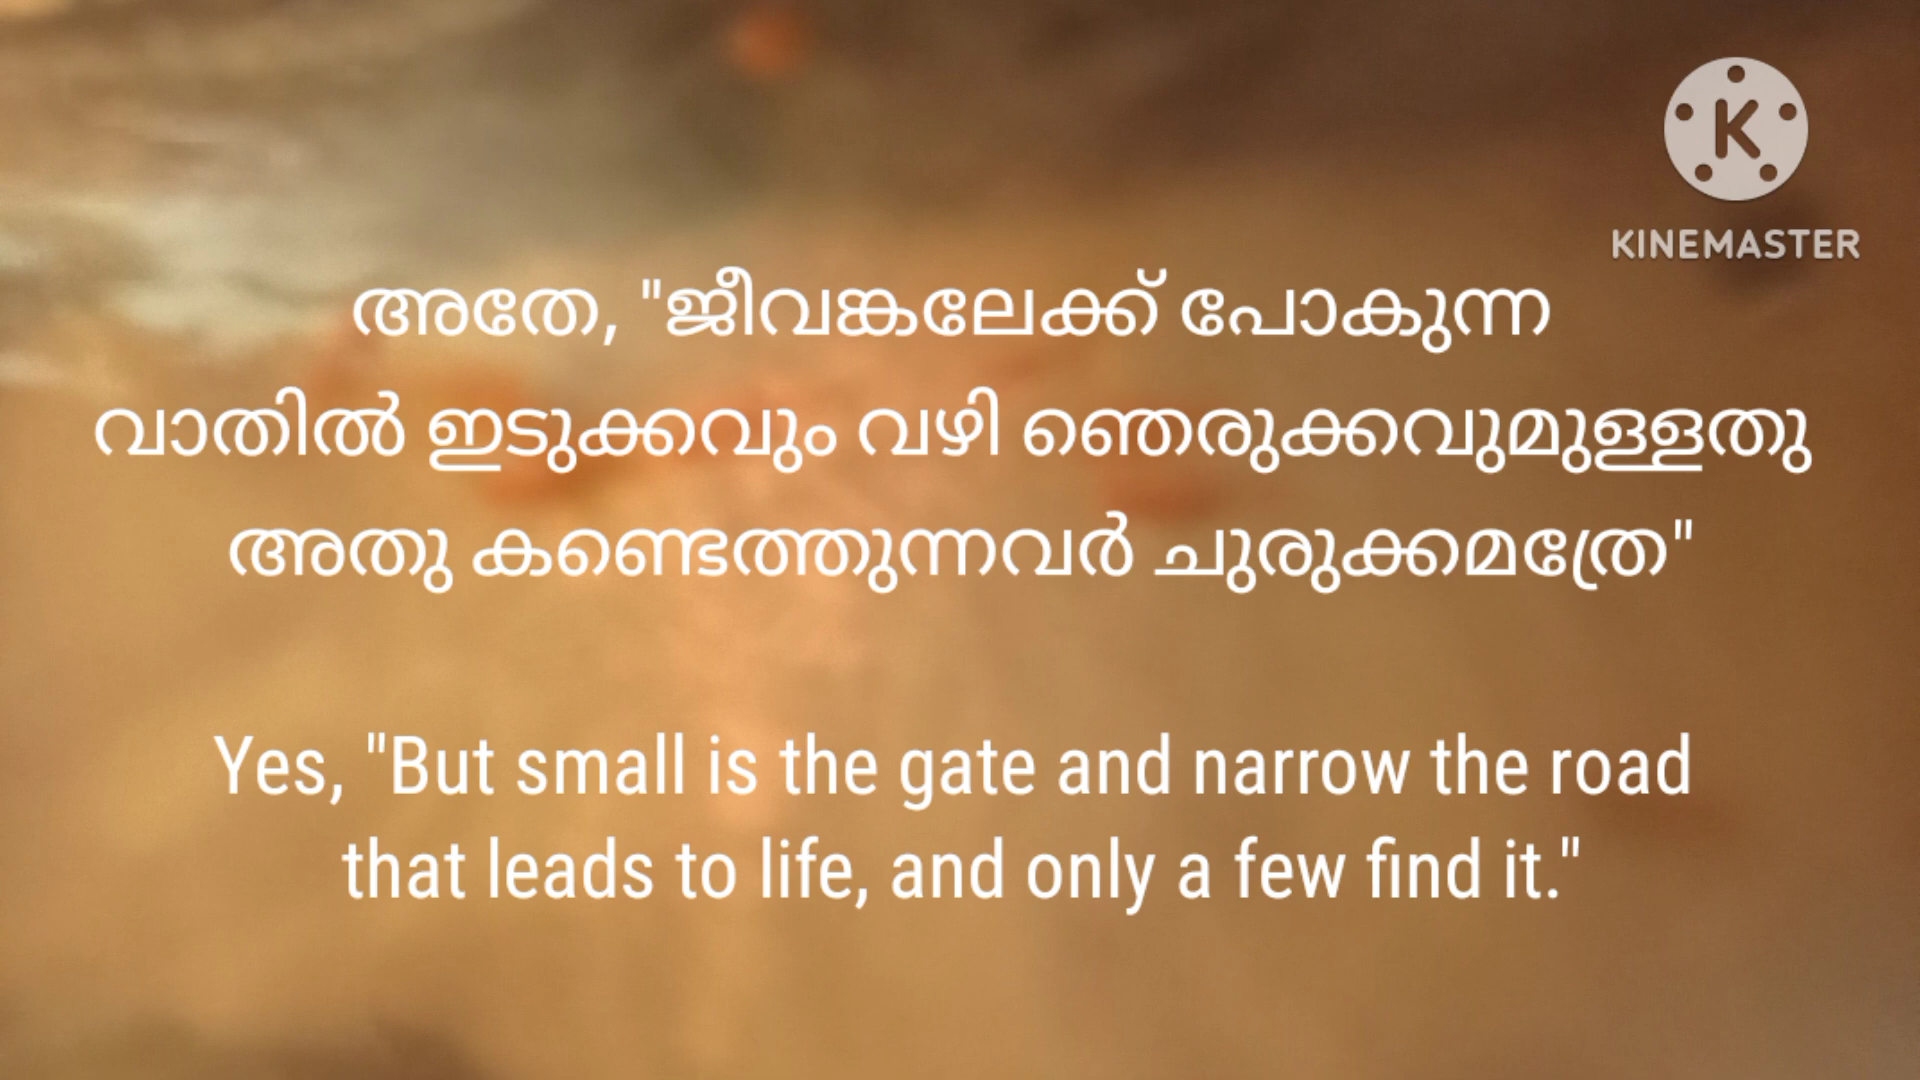 K
KINEMASTER
അതേ, "ജീവങ്കലേക്ക് പോകുന്ന
വാതിൽ ഇടുക്കവും വഴി ഞെരുക്കവുമുള്ളതു
അതു കണ്ടെത്തുന്നവർ ചുരുക്കമത്രേ"
Yes, "But small is the gate and narrow the road
that leads to life, and only a few find it."